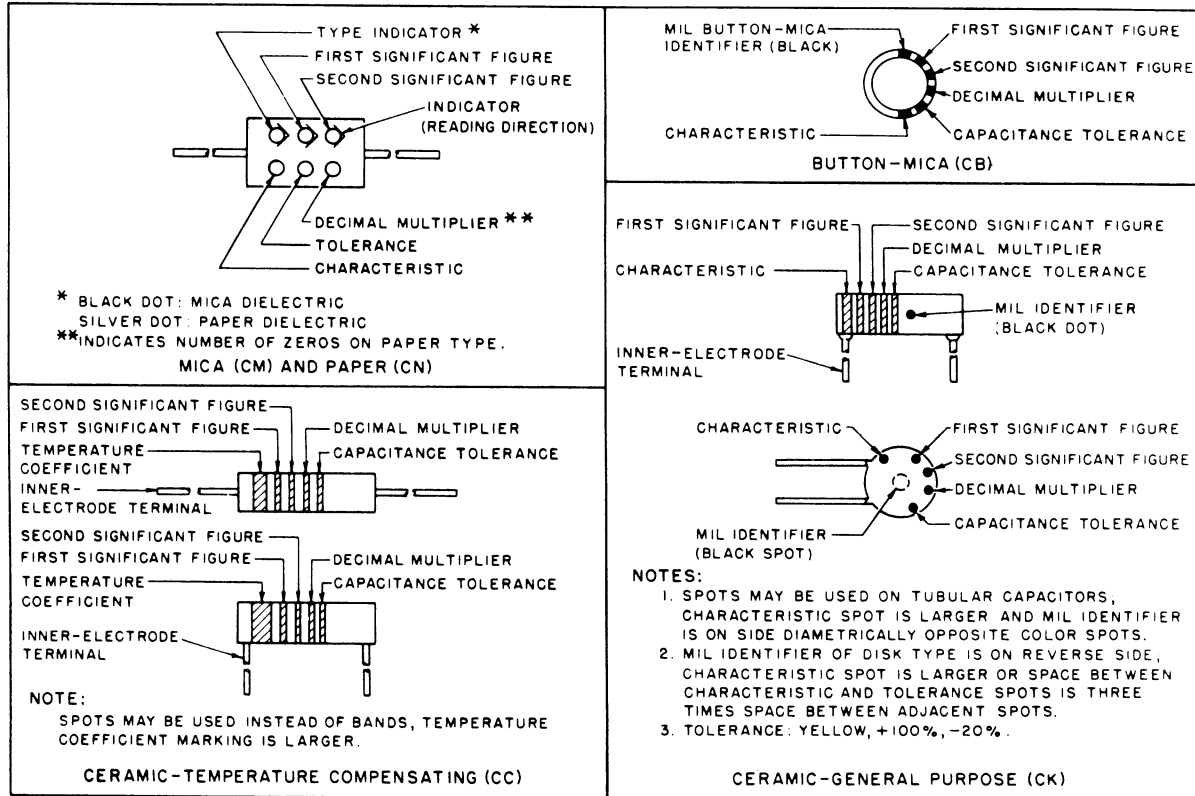 TYPE INDICATOR *
FIRST SIGNIFICANT FIGURE
SECOND SIGNIFICANT FIGURE
INDICATOR
(READING DIRECTION)
DECIMAL MULTIPLIER **
TOLERANCE
CHARACTERISTIC
* BLACK DOT: MICA DIELECTRIC
SILVER DOT: PAPER DIELECTRIC
**INDICATES NUMBER OF ZEROS ON PAPER TYPE.
MICA (CM) AND PAPER (CN)
MIL BUTTON-MICA
IDENTIFIER (BLACK)
FIRST SIGNIFICANT FIGURE
SECOND SIGNIFICANT FIGURE
DECIMAL MULTIPLIER
CHARACTERISTIC
CAPACITANCE TOLERANCE
BUTTON-MICA (CB)
SECOND SIGNIFICANT FIGURE
FIRST SIGNIFICANT FIGURE
DECIMAL MULTIPLIER
TEMPERATURE
COEFFICIENT
CAPACITANCE TOLERANCE
INNER-
ELECTRODE TERMINAL
SECOND SIGNIFICANT FIGURE
FIRST SIGNIFICANT FIGURE
DECIMAL MULTIPLIER
TEMPERATURE
COEFFICIENT
CAPACITANCE TOLERANCE
INNER-ELECTRODE
TERMINAL
NOTE:
SPOTS MAY BE USED INSTEAD OF BANDS, TEMPERATURE
COEFFICIENT MARKING IS LARGER.
CERAMIC-TEMPERATURE COMPENSATING (CC)
FIRST SIGNIFICANT FIGURE
SECOND SIGNIFICANT FIGURE
DECIMAL MULTIPLIER
CHARACTERISTIC
CAPACITANCE TOLERANCE
MIL IDENTIFIER
(BLACK DOT)
INNER-ELECTRODE
TERMINAL
CHARACTERISTIC
FIRST SIGNIFICANT FIGURE
SECOND SIGNIFICANT FIGURE
DECIMAL MULTIPLIER
CAPACITANCE TOLERANCE
MIL IDENTIFIER
(BLACK SPOT)
NOTES:
1. SPOTS MAY BE USED ON TUBULAR CAPACITORS,
CHARACTERISTIC SPOT IS LARGER AND MIL IDENTIFIER
IS ON SIDE DIAMETRICALLY OPPOSITE COLOR SPOTS.
2. MIL IDENTIFIER OF DISK TYPE IS ON REVERSE SIDE,
CHARACTERISTIC SPOT IS LARGER OR SPACE BETWEEN
CHARACTERISTIC AND TOLERANCE SPOTS IS THREE
TIMES SPACE BETWEEN ADJACENT SPOTS.
3. TOLERANCE: YELLOW, +100%, -20%.
CERAMIC-GENERAL PURPOSE (CK)